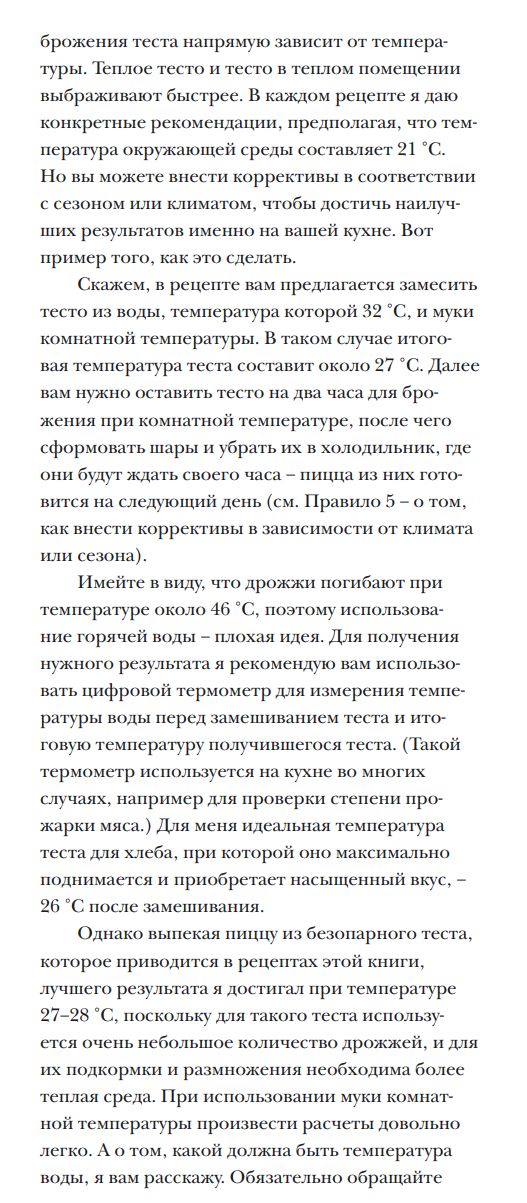 брожения теста напрямую зависит от темпера-
туры. Теплое тесто и тесто в теплом помещении
выбраживают быстрее. В каждом рецепте я даю
конкретные рекомендации, предполагая, что тем-
пература окружающей среды составляет 21 °C.
Но вы можете внести коррективы в соответствии
с сезоном или климатом, чтобы достичь наилуч-
ших результатов именно на вашей кухне. Вот
пример того, как это сделать.
Скажем, в рецепте вам предлагается замесить
тесто из воды, температура которой 32 °C, и муки
комнатной температуры. В таком случае итого-
вая температура теста составит около 27 °C. Далее
вам нужно оставить тесто на два часа для бро-
жения при комнатной температуре, после чего
сформовать шары и убрать их в холодильник, где
они будут ждать своего часа – пицца из них гото-
вится на следующий день (см. Правило 5 – о том,
как внести коррективы в зависимости от климата
или сезона).
Имейте в виду, что дрожжи погибают при
температуре около 46 °C, поэтому использова-
ние горячей воды – плохая идея. Для получения
нужного результата я рекомендую вам использо-
вать цифровой термометр для измерения темпе-
ратуры воды перед замешиванием теста и ито-
говую температуру получившегося теста. (Такой
термометр используется на кухне во многих
случаях, например для проверки степени про-
жарки мяса.) Для меня идеальная температура
теста для хлеба, при которой оно максимально
поднимается и приобретает насыщенный вкус, –
26 °C после замешивания.
Однако выпекая пиццу из безопарного теста,
которое приводится в рецептах этой книги,
лучшего результата я достигал при температуре
27–28 °C, поскольку для такого теста использу-
ется очень небольшое количество дрожжей, и для
их подкормки и размножения необходима более
теплая среда. При использовании муки комнат-
ной температуры произвести расчеты довольно
легко. А о том, какой должна быть температура
воды, я вам расскажу. Обязательно обращайте